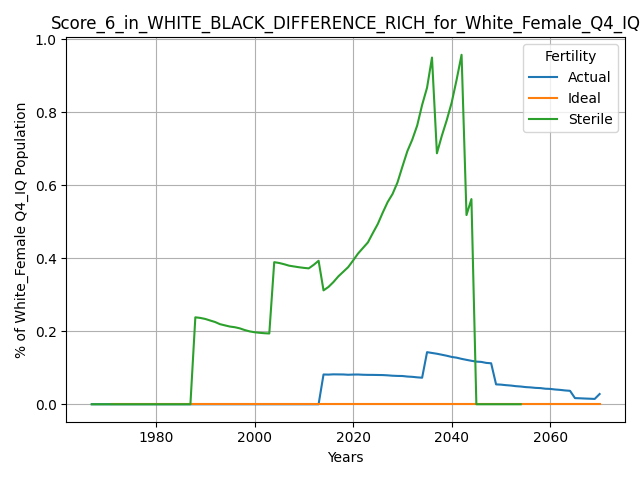 Score_6_in_WHITE_BLACK_DIFFERENCE_RICH_for_White_Female_Q4_IQ
% of White_Female Q4_IQ Population
1.0
0.8
0.6
0.4
0.2
0.0
Fertility
Actual
Ideal
Sterile
1980
2000
2020
2040
2060
Years